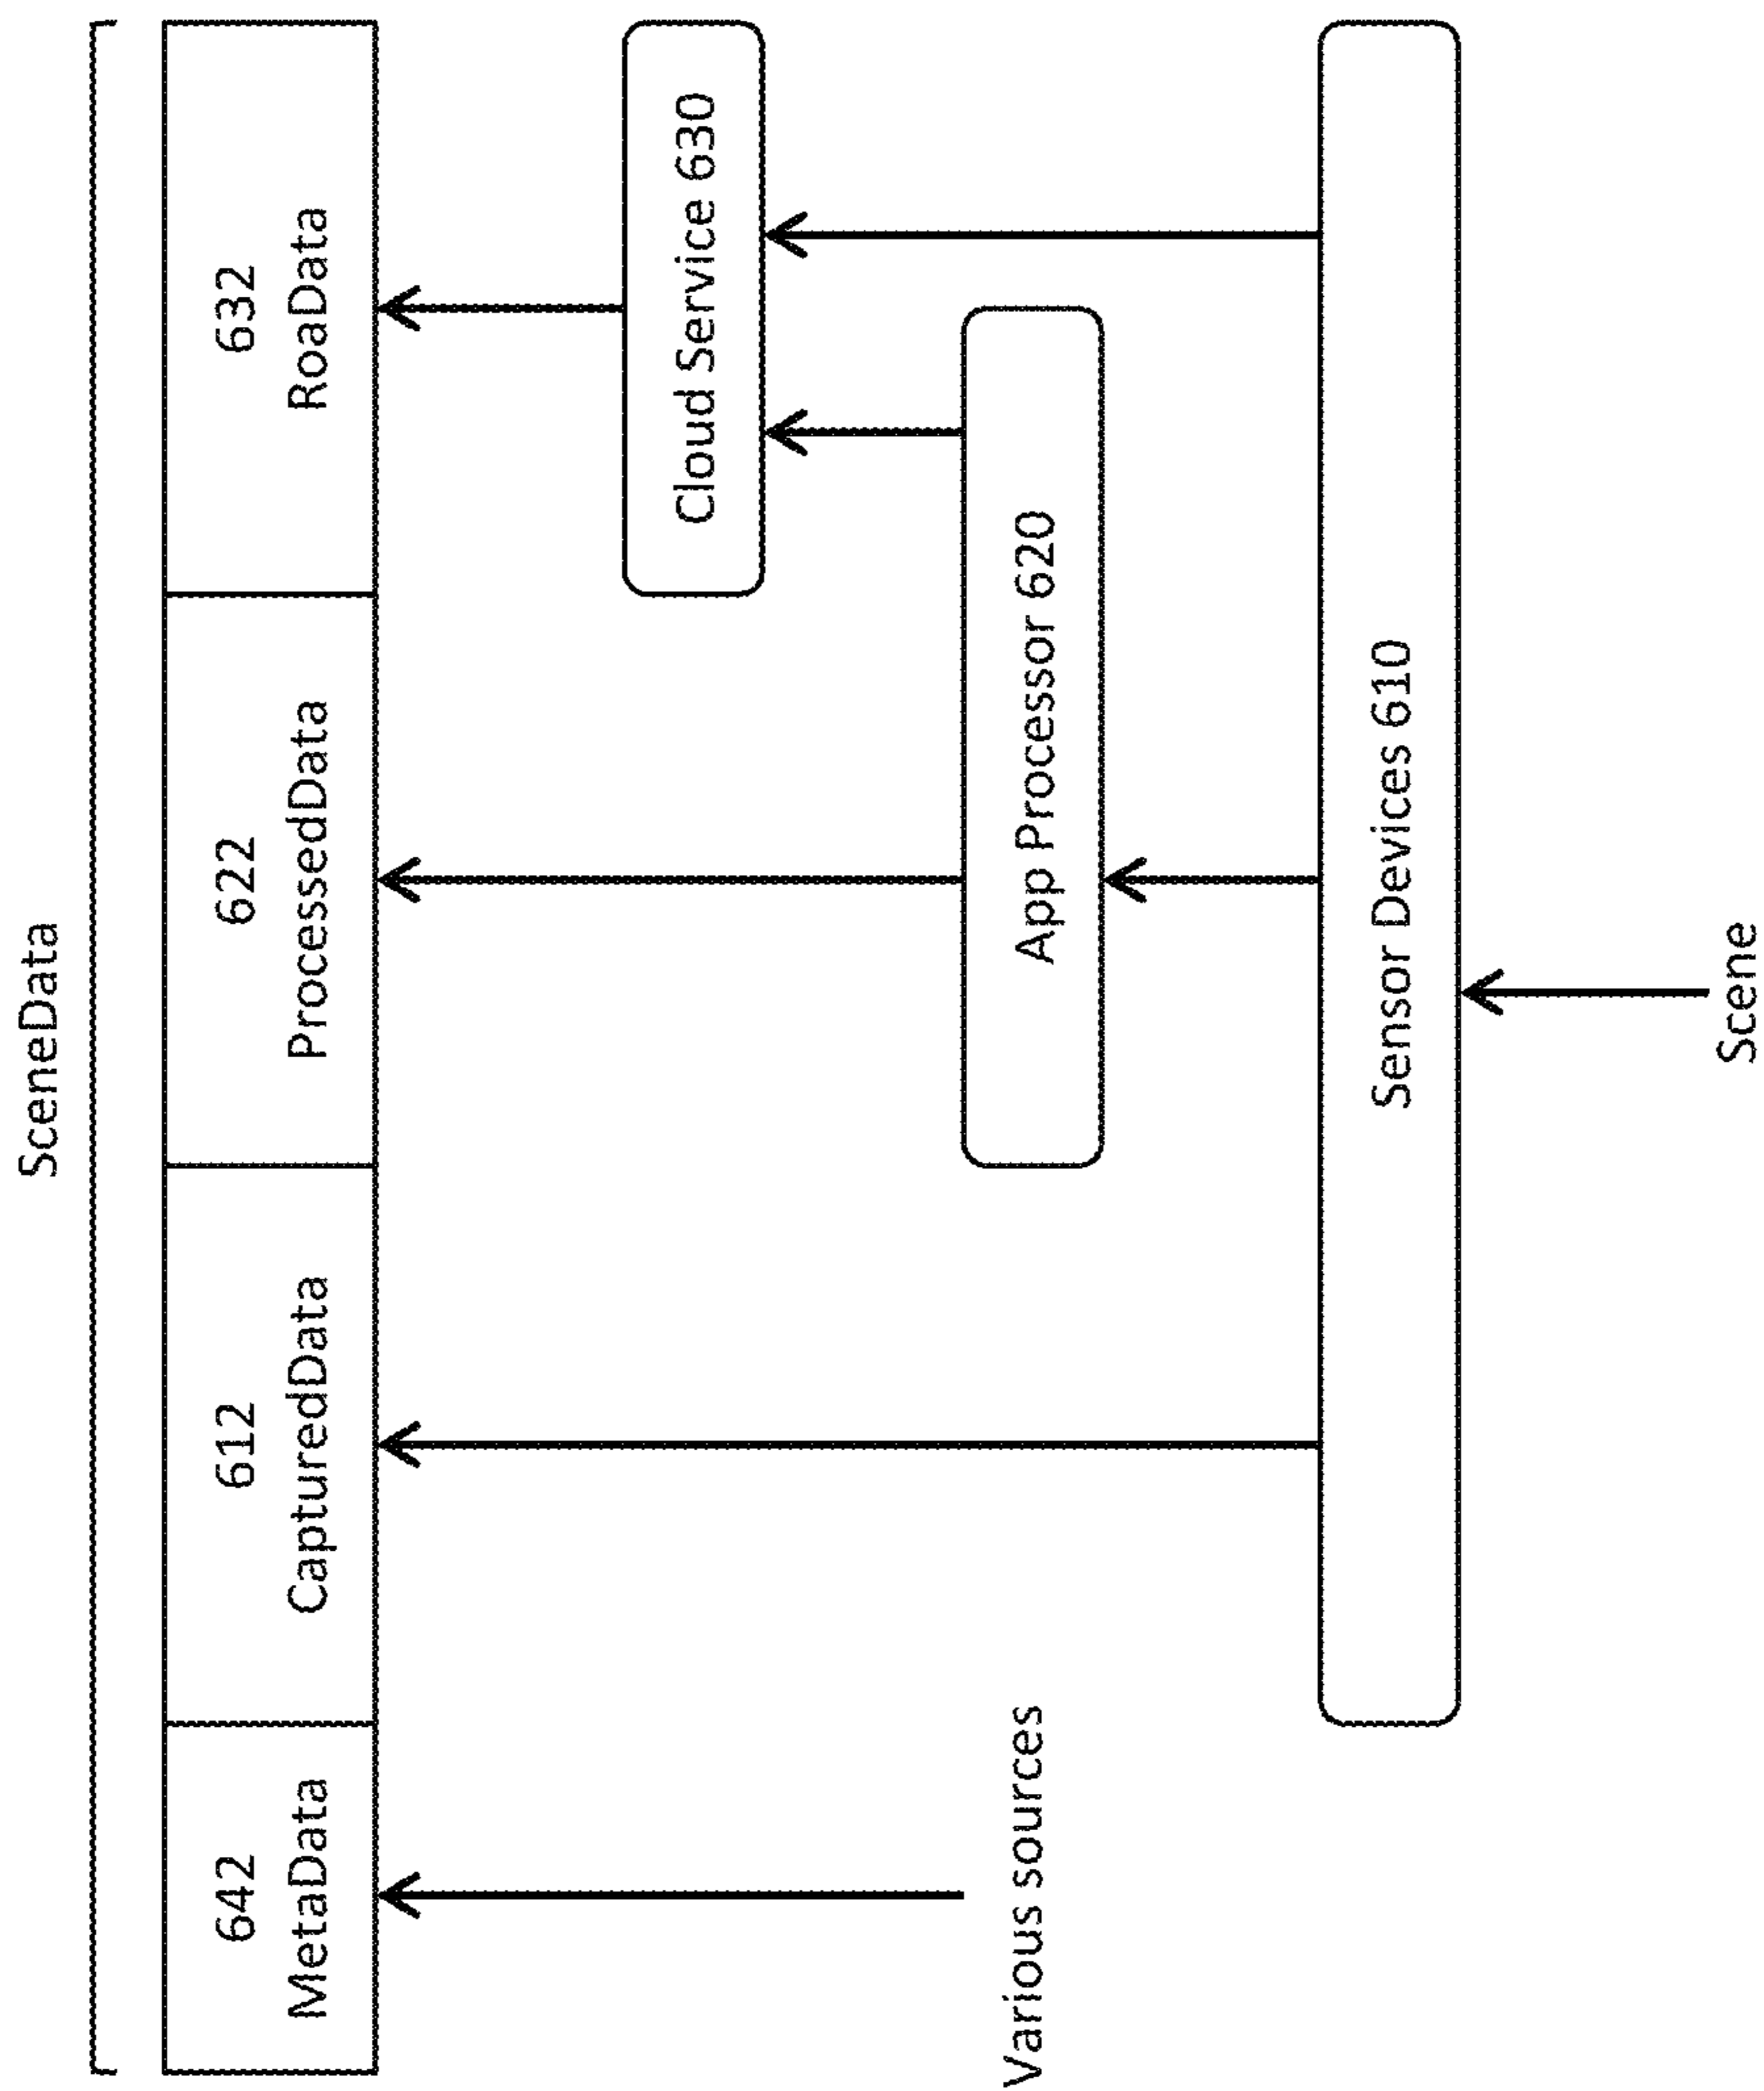 SceneData
642
MetaData
612
CapturedData
622
ProcessedData
632
RoaData
Cloud Service 630
Various sources
App Processor 620
Sensor Devices 610
Scene